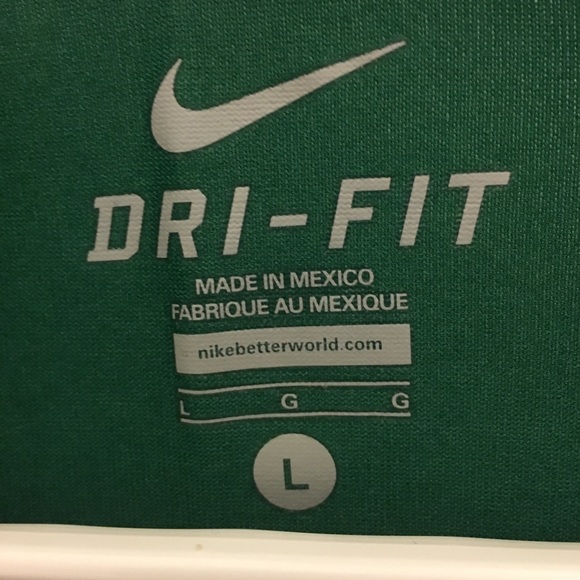 DRI-FIT
MADE IN MEXICO
FABRIQUE AU MEXIQUE
nikebetterworld.com
L G G
L